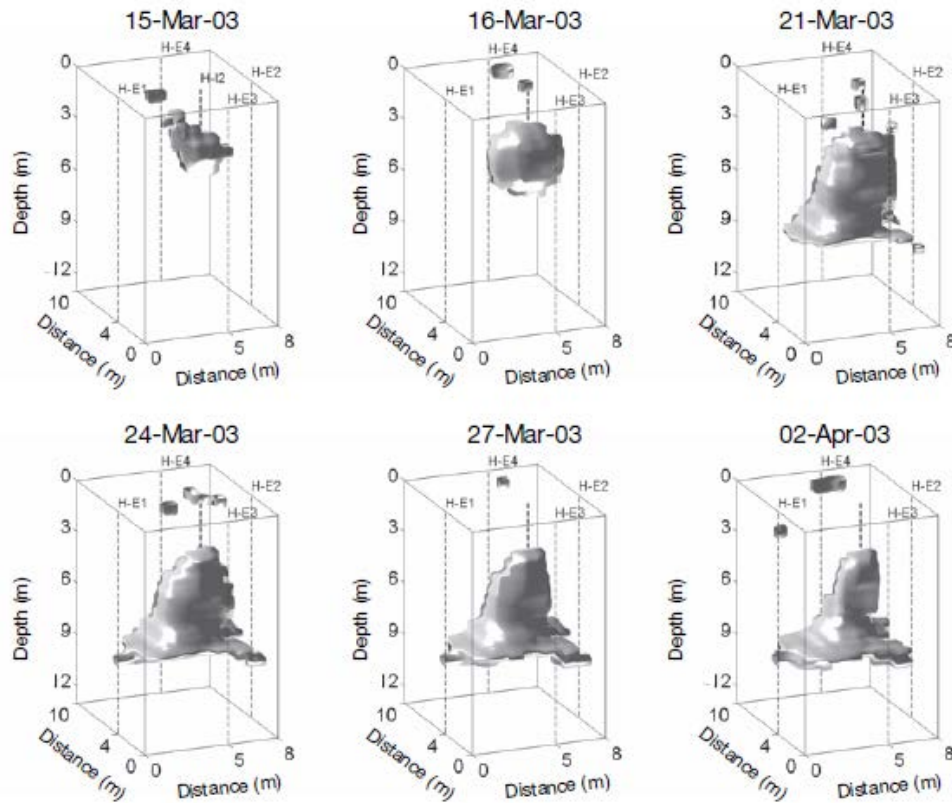 15-Mar-03
H-E4
H-E1
H-I2
H-E2
H-E3
0
3
6
9
12
Depth (m)
10
4
0
Distance (m)
0
5
8
Distance (m)
16-Mar-03
H-E4
H-E1
H-E2
H-E3
0
3
6
9
12
Depth (m)
10
4
0
Distance (m)
0
5
8
Distance (m)
21-Mar-03
H-E4
H-E1
H-E2
H-E3
0
3
6
9
12
Depth (m)
10
4
0
Distance (m)
0
5
8
Distance (m)
24-Mar-03
H-E4
H-E1
H-E2
H-E3
0
3
6
9
12
Depth (m)
10
4
0
Distance (m)
0
5
8
Distance (m)
27-Mar-03
H-E4
H-E1
H-E2
H-E3
0
3
6
9
12
Depth (m)
10
4
0
Distance (m)
0
5
8
Distance (m)
02-Apr-03
H-E4
H-E1
H-E2
H-E3
0
3
6
9
12
Depth (m)
10
4
0
Distance (m)
0
5
8
Distance (m)